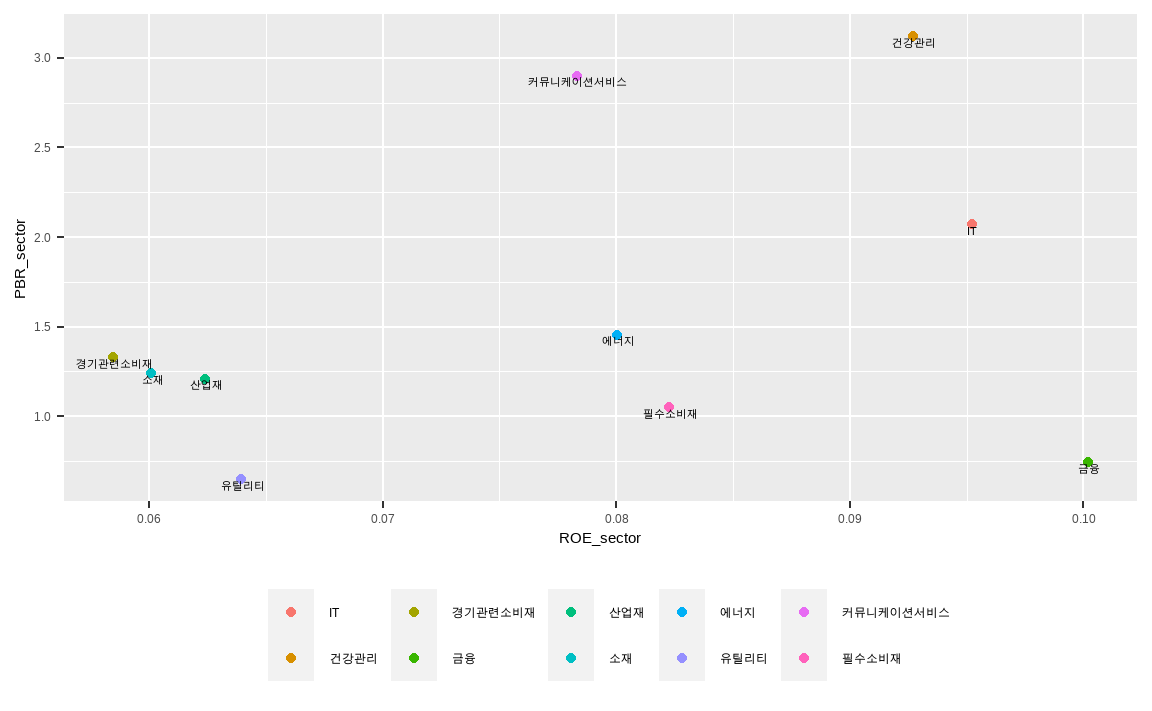 건강관리
3.0
커뮤니케이션서비스
2.5
2.0
IT
PBR_sector
1.5
에너지
경기관련소비재
소재
산업재
1.0
필수소비재
금융
유틸리티
0.06 0.07 0.08 0.09 0.10
ROE_sector
IT 경기관련소비재 산업재 에너지 커뮤니케이션서비스
건강관리 금융 소재 유틸리티 필수소비재